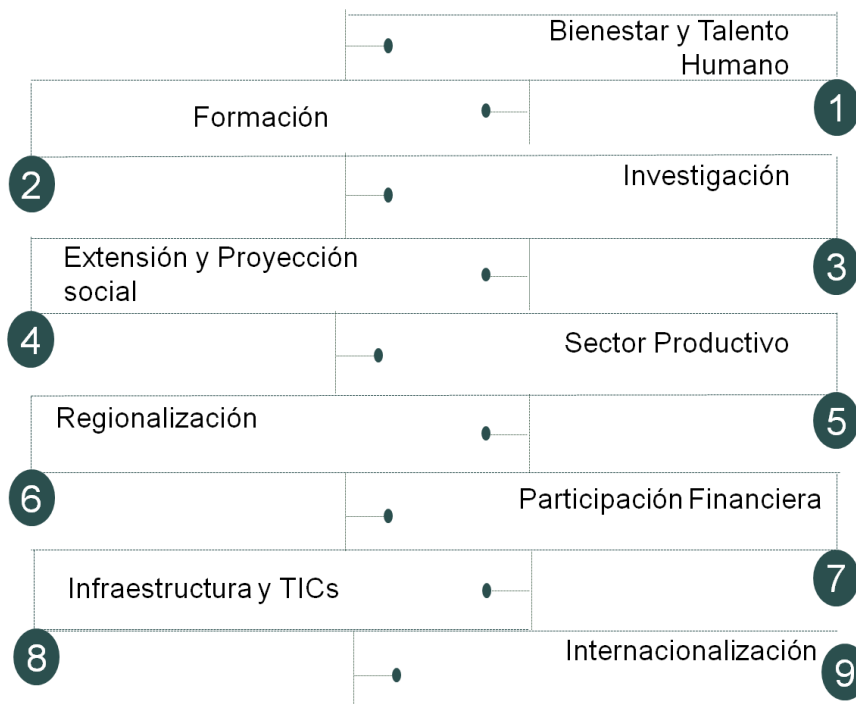 Bienestar y Talento
Humano
1
Formación
2
Investigación
3
Extensión y Proyección
social
4
Sector Productivo
5
Regionalización
6
Participación Financiera
7
Infraestructura y TICs
8
Internacionalización
9